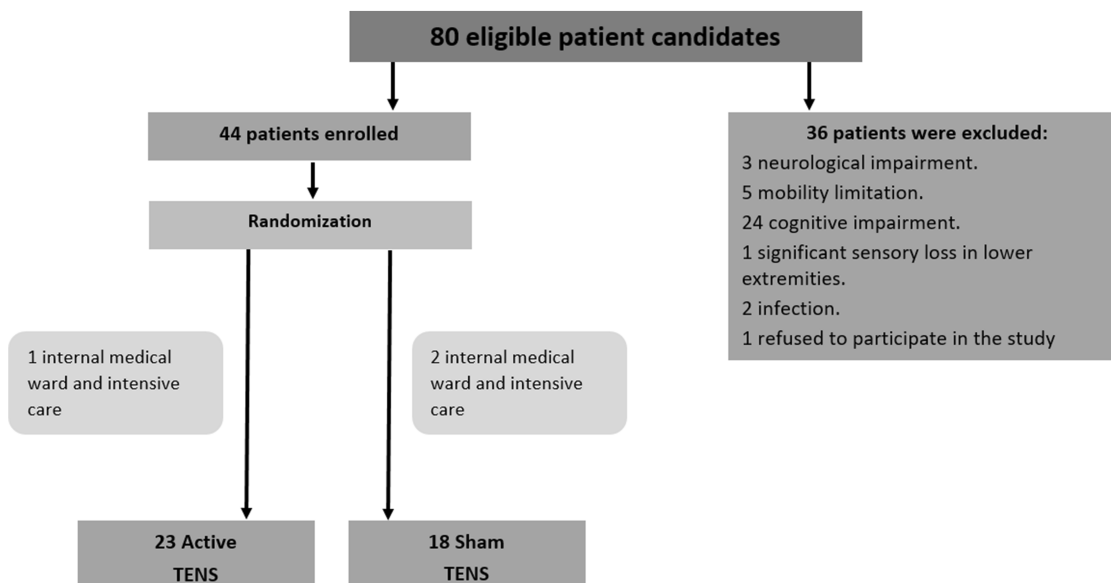 80 eligible patient candidates
44 patients enrolled
36 patients were excluded:
3 neurological impairment.
5 mobility limitation.
24 cognitive impairment.
1 significant sensory loss in lower
extremities.
2 infection.
1 refused to participate in the study
Randomization
1 internal medical
ward and intensive
care
2 internal medical
ward and intensive
care
23 Active
TENS
18 Sham
TENS